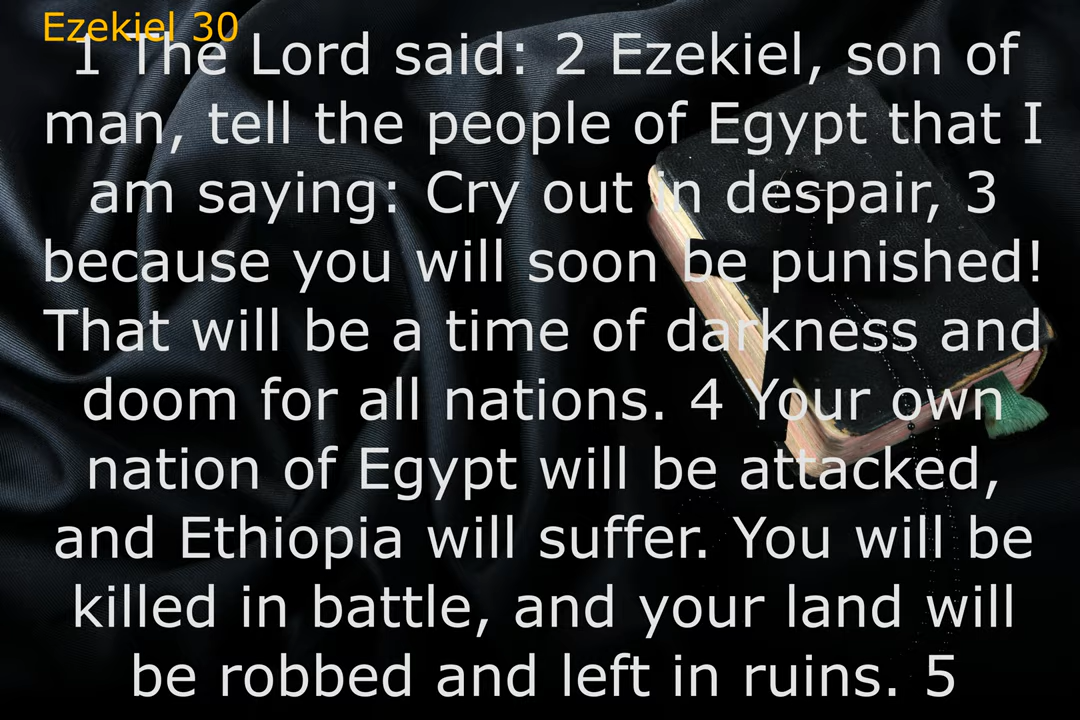 Ezekiel 30
1 The Lord said: 2 Ezekiel, son of
man, tell the people of Egypt that I
am saying: Cry out in despair, 3
because you will soon be punished!
That will be a time of darkness and
doom for all nations. 4 Your own
nation of Egypt will be attacked,
and Ethiopia will suffer. You will be
killed in battle, and your land will
be robbed and left in ruins. 5